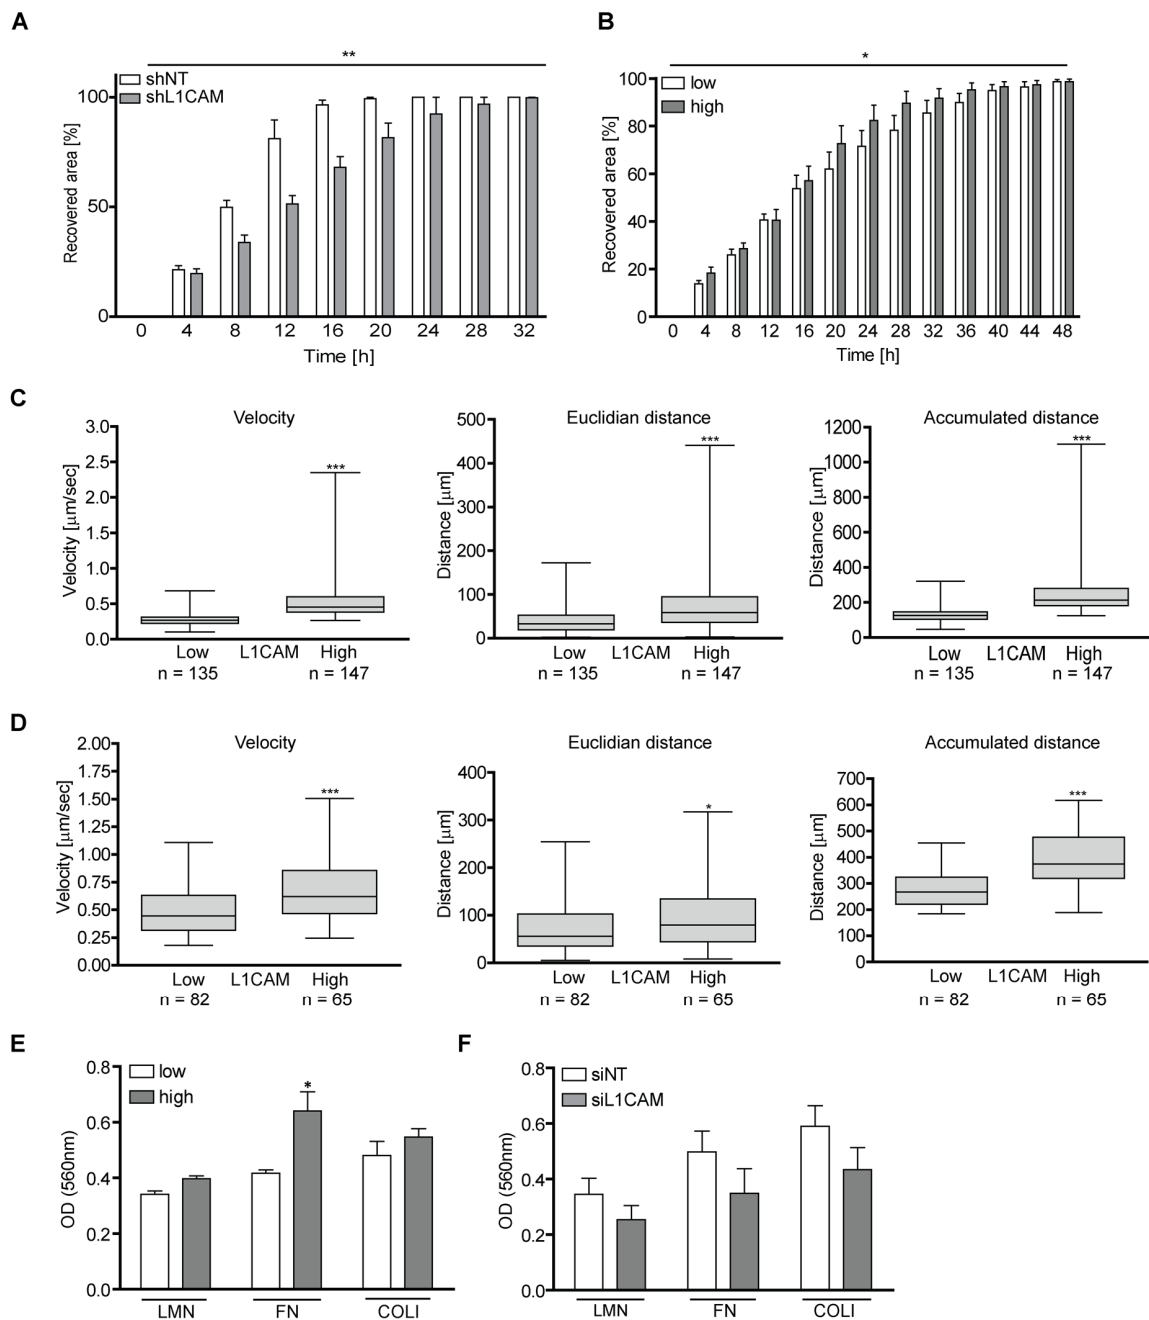 A
**
shNT
shL1CAM
Recovered area [%]
100
50
0
0 4 8 12 16 20 24 28 32
Time [h]
B
*
low
high
Recovered area [%]
100
80
60
40
20
0
0 4 8 12 16 20 24 28 32 36 40 44 48
Time [h]
C
Velocity
Velocity [µm/sec]
3.0
2.5
2.0
1.5
1.0
0.5
0.0
***
Low L1CAM High
n = 135 n = 147
Euclidian distance
Distance [µm]
500
400
300
200
100
0
***
Low L1CAM High
n = 135 n = 147
Accumulated distance
Distance [µm]
1200
1000
800
600
400
200
0
***
Low L1CAM High
n = 135 n = 147
D
Velocity
Velocity [µm/sec]
2.00
1.75
1.50
1.25
1.00
0.75
0.50
0.25
0.00
***
Low L1CAM High
n = 82 n = 65
Euclidian distance
Distance [µm]
400
300
200
100
0
*
Low L1CAM High
n = 82 n = 65
Accumulated distance
Distance [µm]
700
600
500
400
300
200
100
0
***
Low L1CAM High
n = 82 n = 65
E
low
high
OD (560nm)
0.8
0.6
0.4
0.2
0.0
*
LMN FN COLI
F
siNT
siL1CAM
OD (560nm)
0.8
0.6
0.4
0.2
0.0
LMN FN COLI